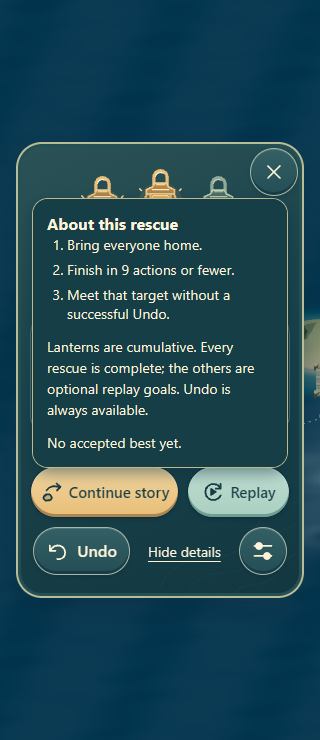 About this rescue
1. Bring everyone home.
2. Finish in 9 actions or fewer.
3. Meet that target without a
successful Undo.
Lanterns are cumulative. Every
rescue is complete; the others are
optional replay goals. Undo is
always available.
No accepted best yet.
Continue story
Replay
Undo
Hide details